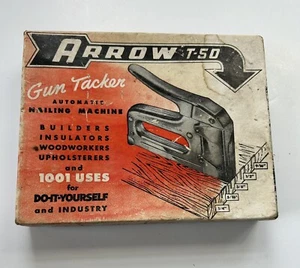 ARROW T-50
Gun Tacker
AUTOMATIC
NAILING MACHINE
BUILDERS
INSULATORS
WOODWORKERS
UPHOLSTERERS
and
1001 USES
for
DO-IT-YOURSELF
and INDUSTRY